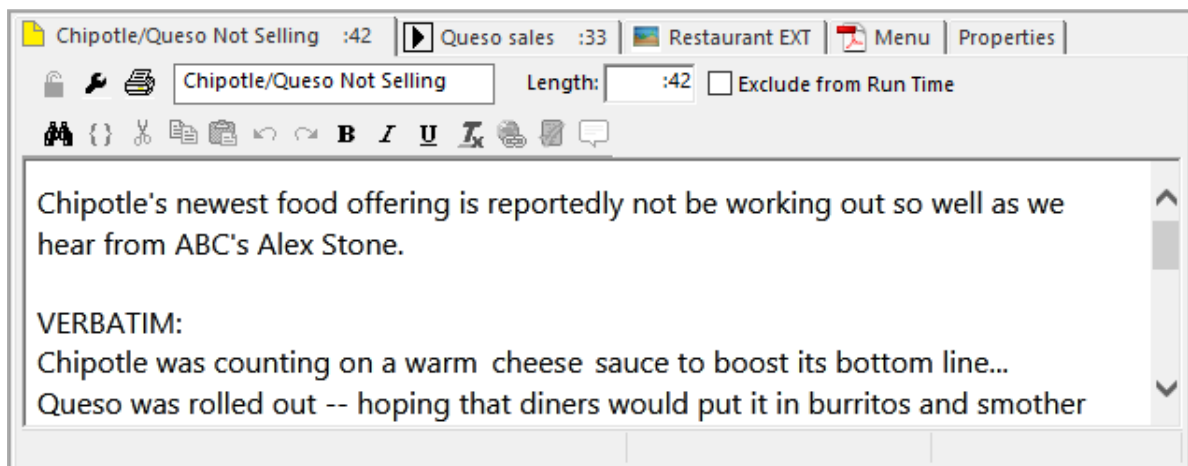 Chipotle/Queso Not Selling :42 Queso sales :33 Restaurant EXT Menu Properties
Chipotle/Queso Not Selling Length: :42 Exclude from Run Time
B I U Tx
Chipotle's newest food offering is reportedly not be working out so well as we
hear from ABC's Alex Stone.
VERBATIM:
Chipotle was counting on a warm cheese sauce to boost its bottom line...
Queso was rolled out -- hoping that diners would put it in burritos and smother